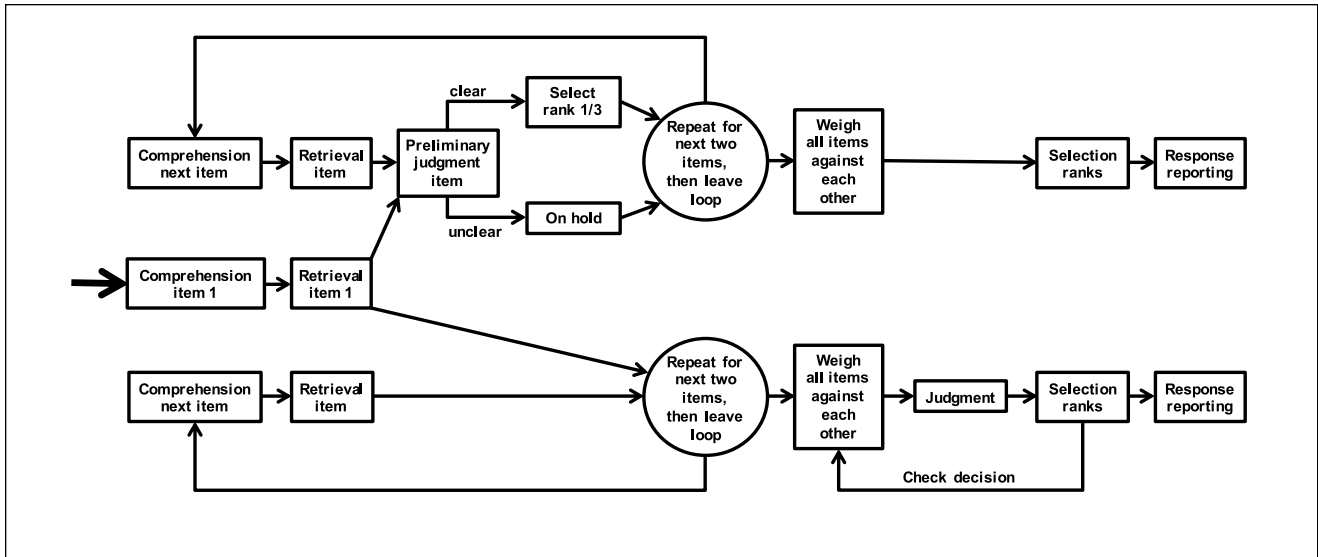 clear
Select
rank 1/3
Comprehension
next item
Retrieval
item
Preliminary
judgment
item
Repeat for
next two
items,
then leave
loop
Weigh
all items
against
each
other
Selection
ranks
Response
reporting
unclear
On hold
Comprehension
item 1
Retrieval
item 1
Comprehension
next item
Retrieval
item
Repeat for
next two
items,
then leave
loop
Weigh
all items
against
each
other
Judgment
Selection
ranks
Response
reporting
Check decision